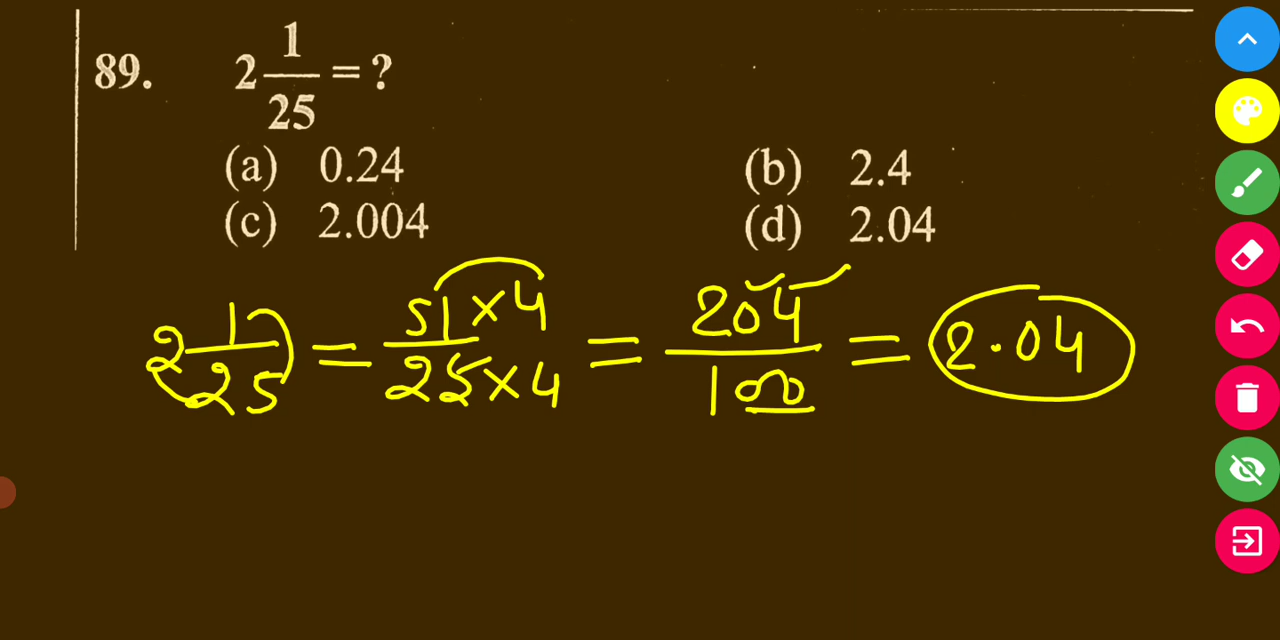 89. 2 1/25 = ?
(a) 0.24 (b) 2.4
(c) 2.004 (d) 2.04
2 1/25 = 51×4/25×4 = 204/100 = 2.04